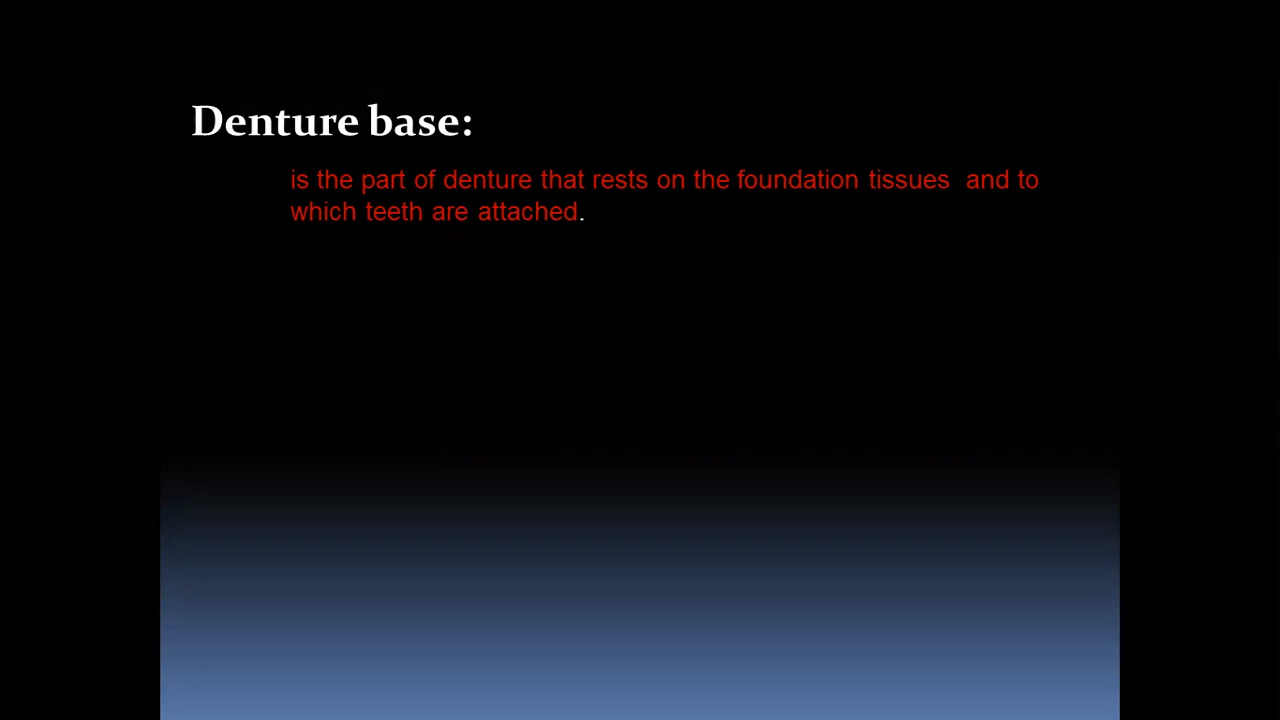 Denture base:
is the part of denture that rests on the foundation tissues  and to
which teeth are attached.